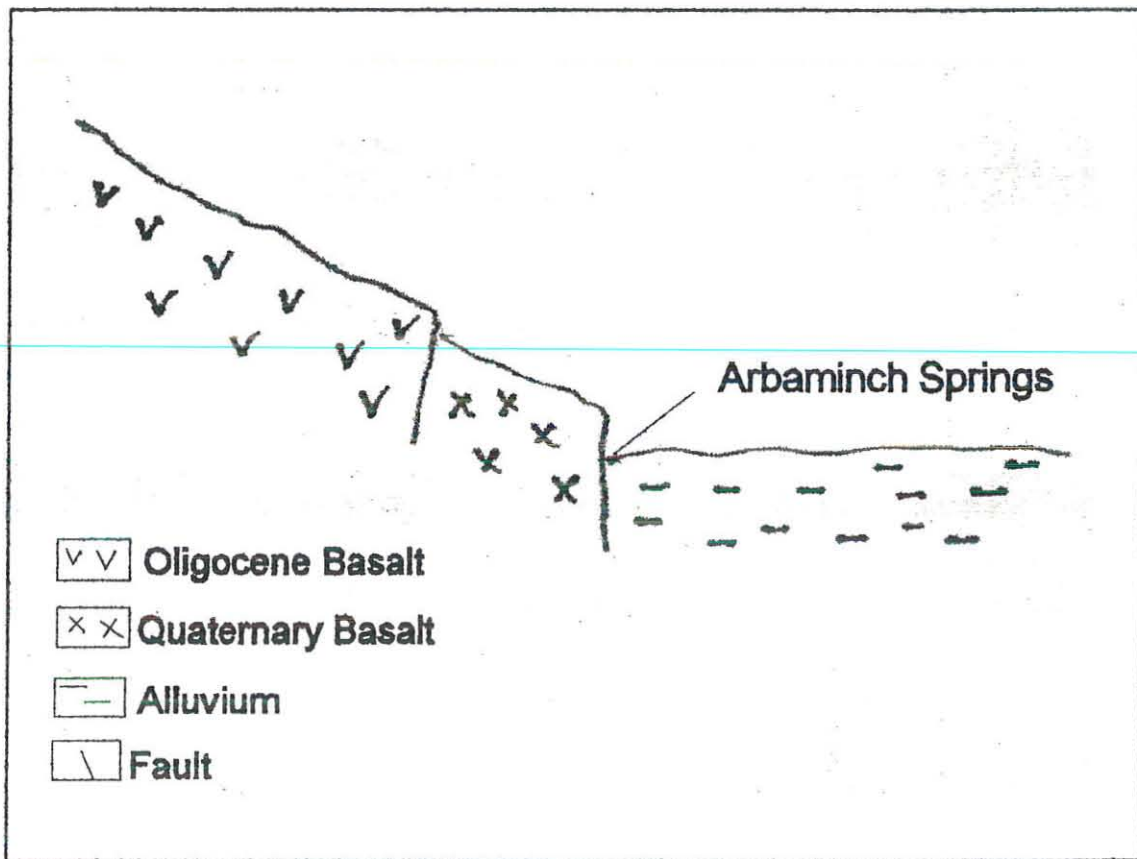 Arbaminch Springs
Oligocene Basalt
Quaternary Basalt
Alluvium
Fault